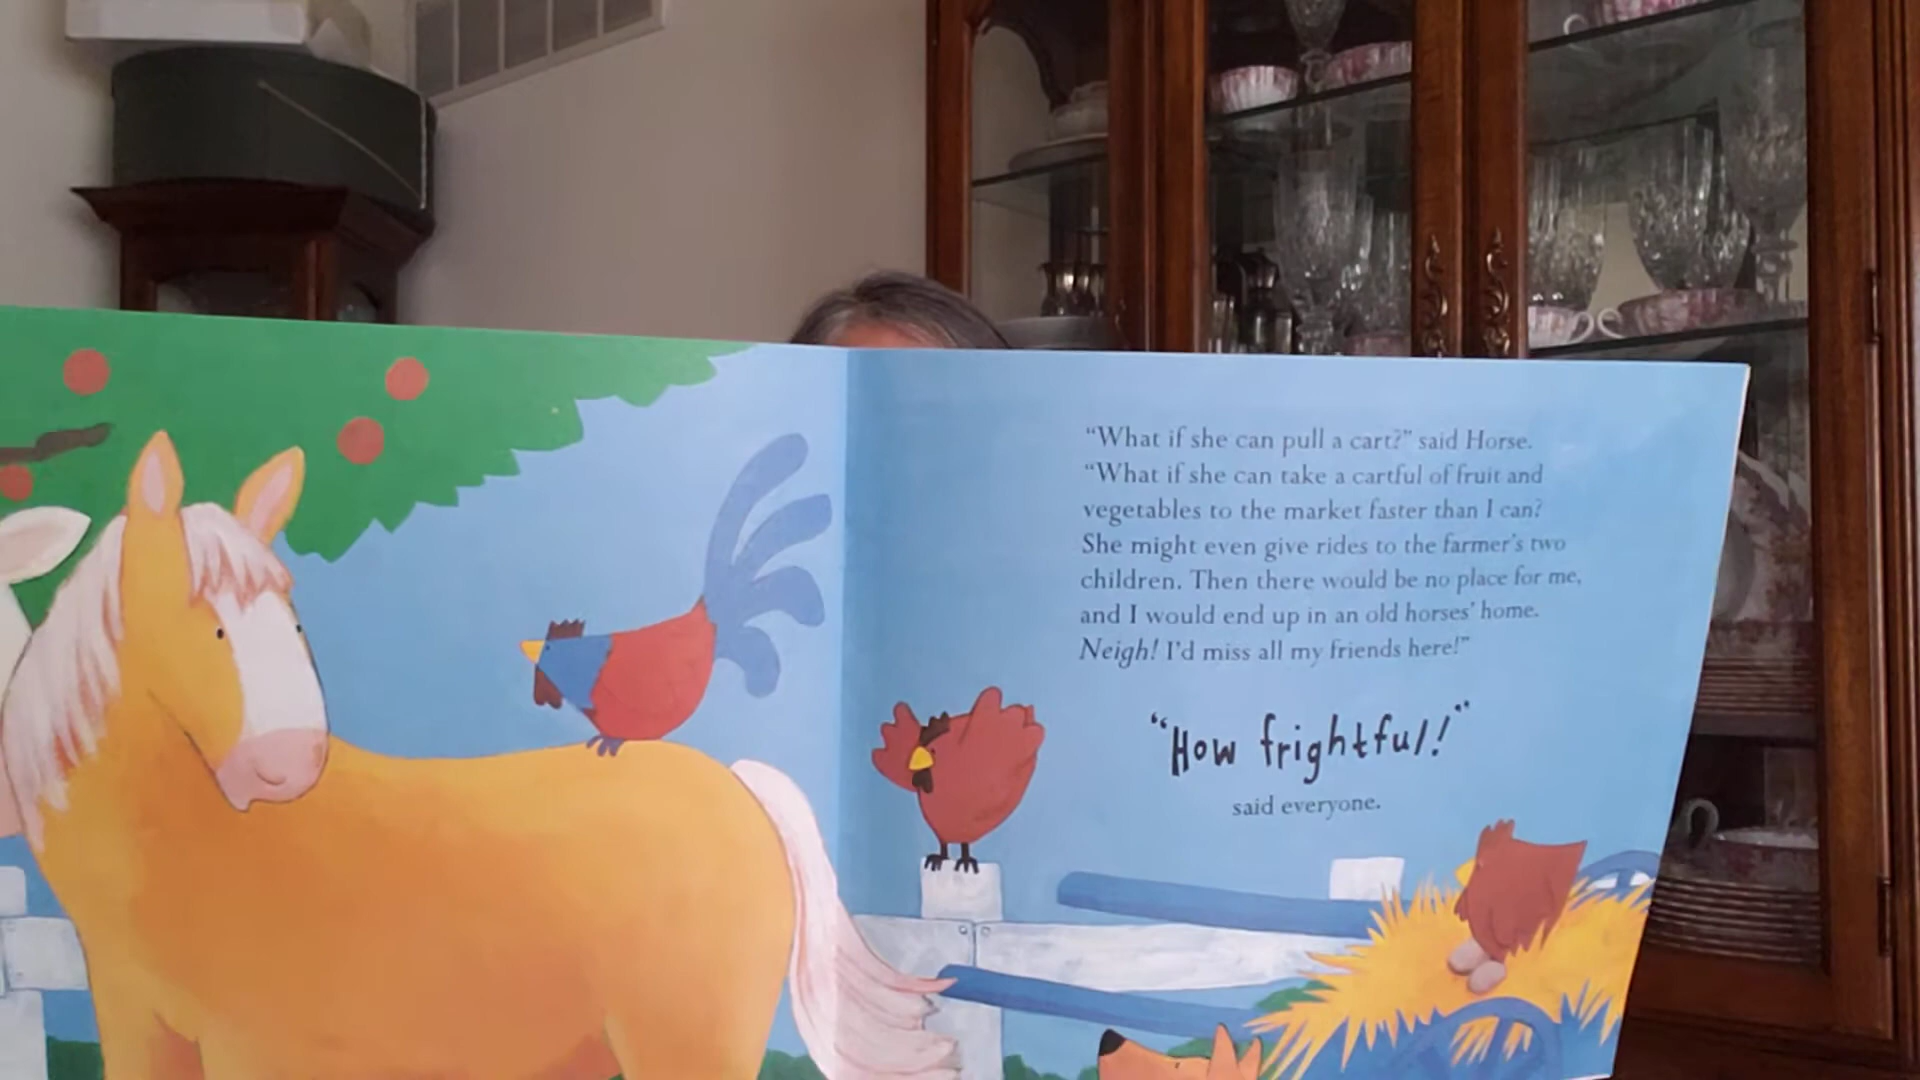 “What if she can pull a cart?” said Horse.
“What if she can take a cartful of fruit and
vegetables to the market faster than I can?
She might even give rides to the farmer’s two
children. Then there would be no place for me,
and I would end up in an old horses’ home.
Neigh! I’d miss all my friends here!”
“How frightful!”
said everyone.